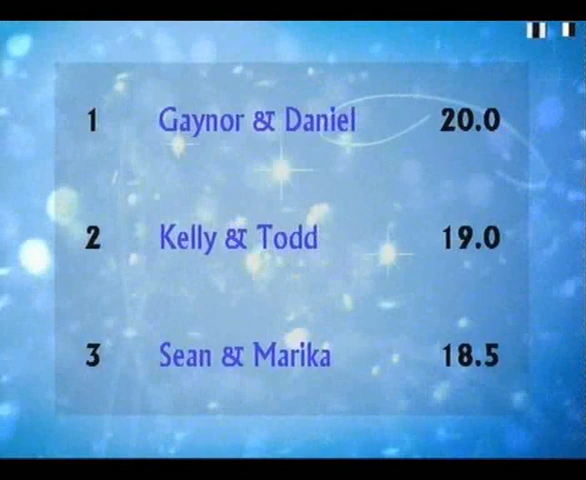 1 Gaynor & Daniel 20.0
2 Kelly & Todd 19.0
3 Sean & Marika 18.5